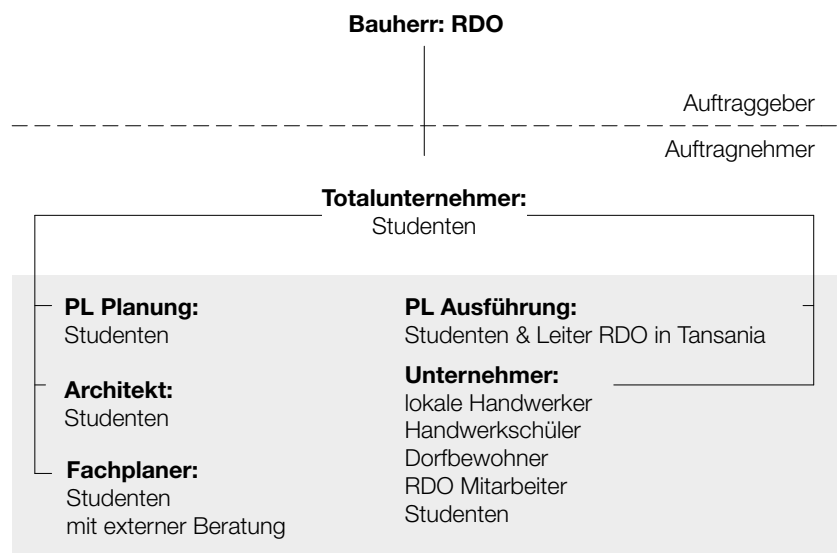 Bauherr: RDO
Auftraggeber
Auftragnehmer
Totalunternehmer:
Studenten
PL Planung:
Studenten
Architekt:
Studenten
Fachplaner:
Studenten
mit externer Beratung
PL Ausführung:
Studenten & Leiter RDO in Tansania
Unternehmer:
lokale Handwerker
Handwerkschüler
Dorfbewohner
RDO Mitarbeiter
Studenten